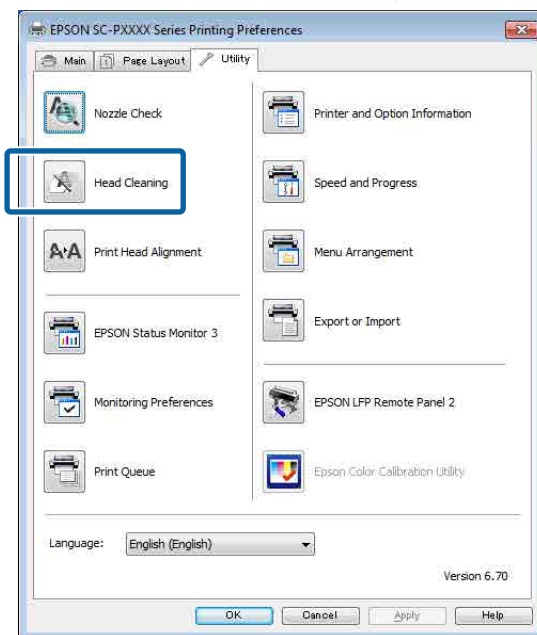 EPSON SC-PXXXX Series Printing Preferences
Main Page Layout Utility
Nozzle Check
Printer and Option Information
Head Cleaning
Speed and Progress
A▸A Print Head Alignment
Menu Arrangement
EPSON Status Monitor 3
Export or Import
Monitoring Preferences
EPSON LFP Remote Panel 2
Print Queue
Epson Color Calibration Utility
Language: English (English)
Version 6.70
OK Cancel Apply Help